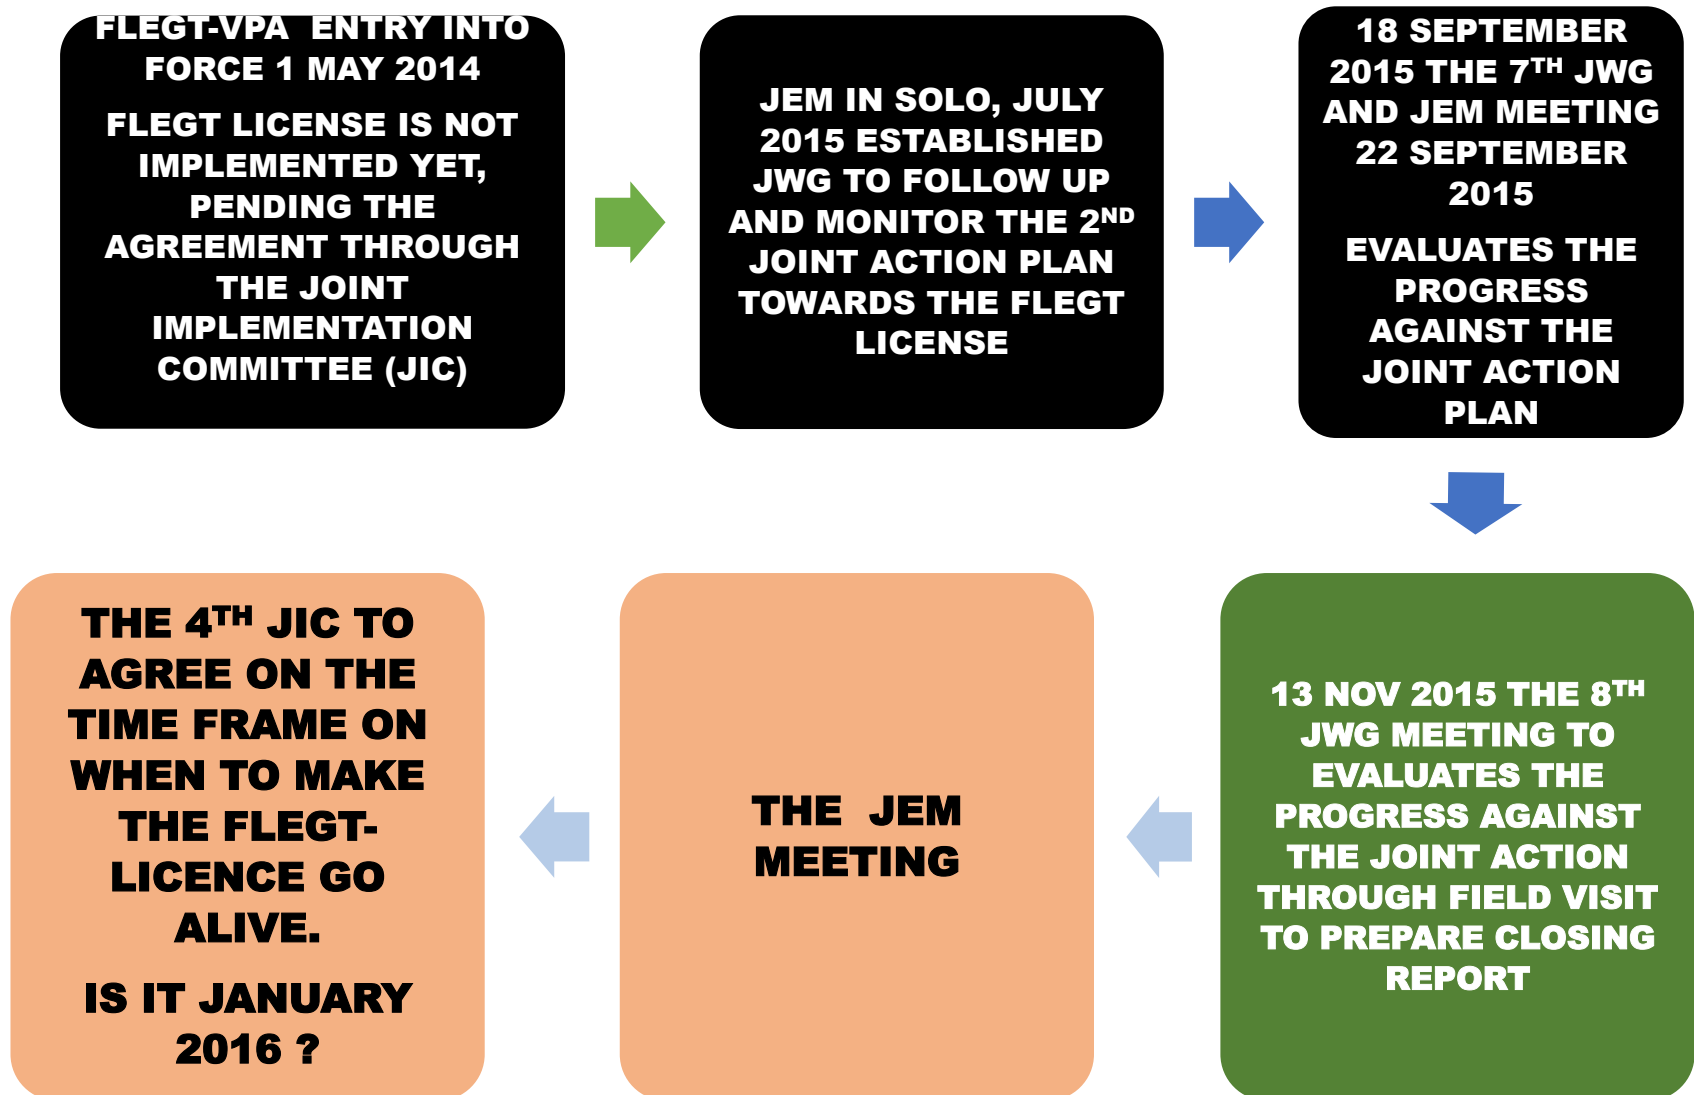 FLEGT-VPA ENTRY INTO
FORCE 1 MAY 2014
FLEGT LICENSE IS NOT
IMPLEMENTED YET,
PENDING THE
AGREEMENT THROUGH
THE JOINT
IMPLEMENTATION
COMMITTEE (JIC)
JEM IN SOLO, JULY
2015 ESTABLISHED
JWG TO FOLLOW UP
AND MONITOR THE 2ND
JOINT ACTION PLAN
TOWARDS THE FLEGT
LICENSE
18 SEPTEMBER
2015 THE 7TH JWG
AND JEM MEETING
22 SEPTEMBER
2015
EVALUATES THE
PROGRESS
AGAINST THE
JOINT ACTION
PLAN
13 NOV 2015 THE 8TH
JWG MEETING TO
EVALUATES THE
PROGRESS AGAINST
THE JOINT ACTION
THROUGH FIELD VISIT
TO PREPARE CLOSING
REPORT
THE JEM
MEETING
THE 4TH JIC TO
AGREE ON THE
TIME FRAME ON
WHEN TO MAKE
THE FLEGT-
LICENCE GO
ALIVE.
IS IT JANUARY
2016 ?